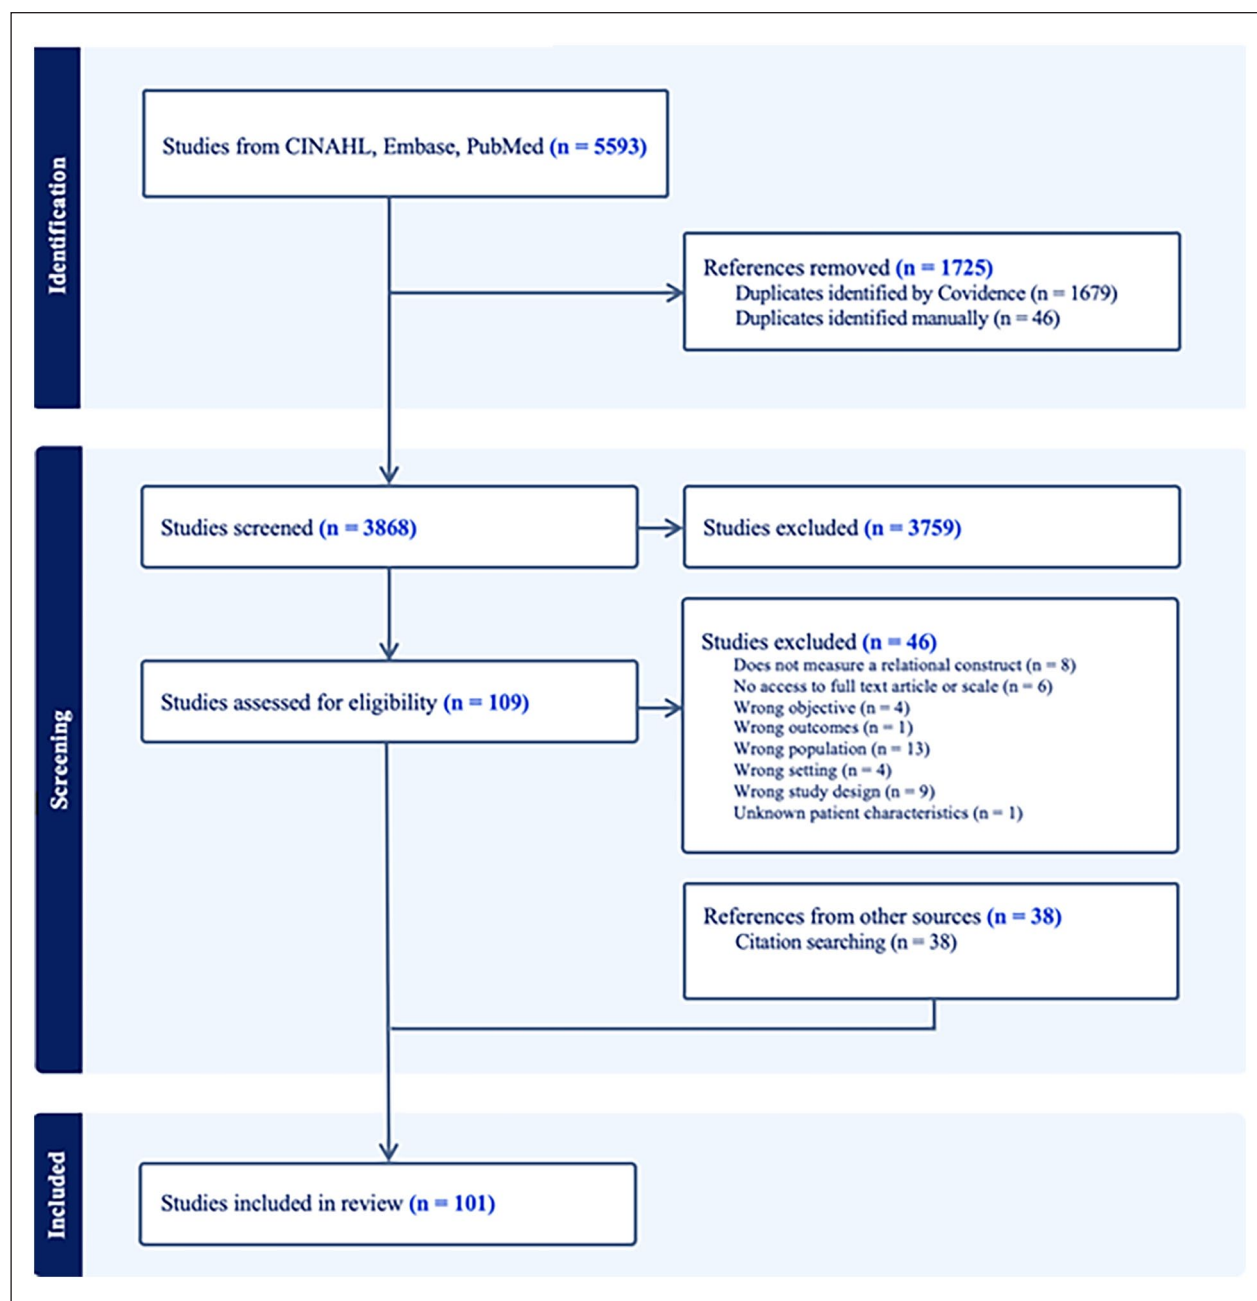 Identification
Studies from CINAHL, Embase, PubMed (n = 5593)
References removed (n = 1725)
Duplicates identified by Covidence (n = 1679)
Duplicates identified manually (n = 46)
Screening
Studies screened (n = 3868)
Studies excluded (n = 3759)
Studies assessed for eligibility (n = 109)
Studies excluded (n = 46)
Does not measure a relational construct (n = 8)
No access to full text article or scale (n = 6)
Wrong objective (n = 4)
Wrong outcomes (n = 1)
Wrong population (n = 13)
Wrong setting (n = 4)
Wrong study design (n = 9)
Unknown patient characteristics (n = 1)
References from other sources (n = 38)
Citation searching (n = 38)
Included
Studies included in review (n = 101)